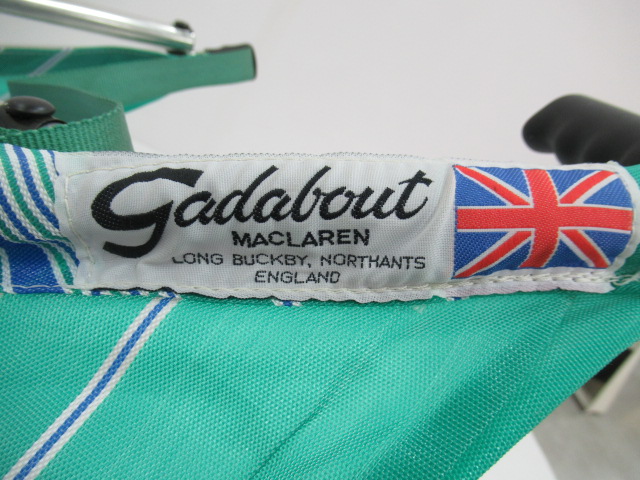 Gadabout
MACLAREN
LONG BUCKBY, NORTHANTS
ENGLAND